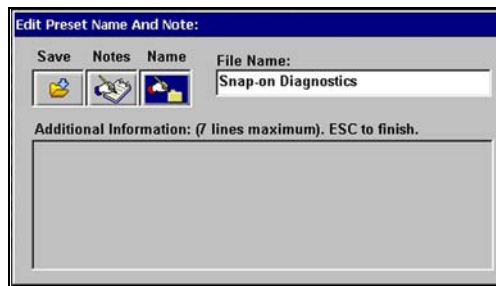 Edit Preset Name And Note:
Save Notes Name File Name:
Snap-on Diagnostics
Additional Information: (7 lines maximum). ESC to finish.